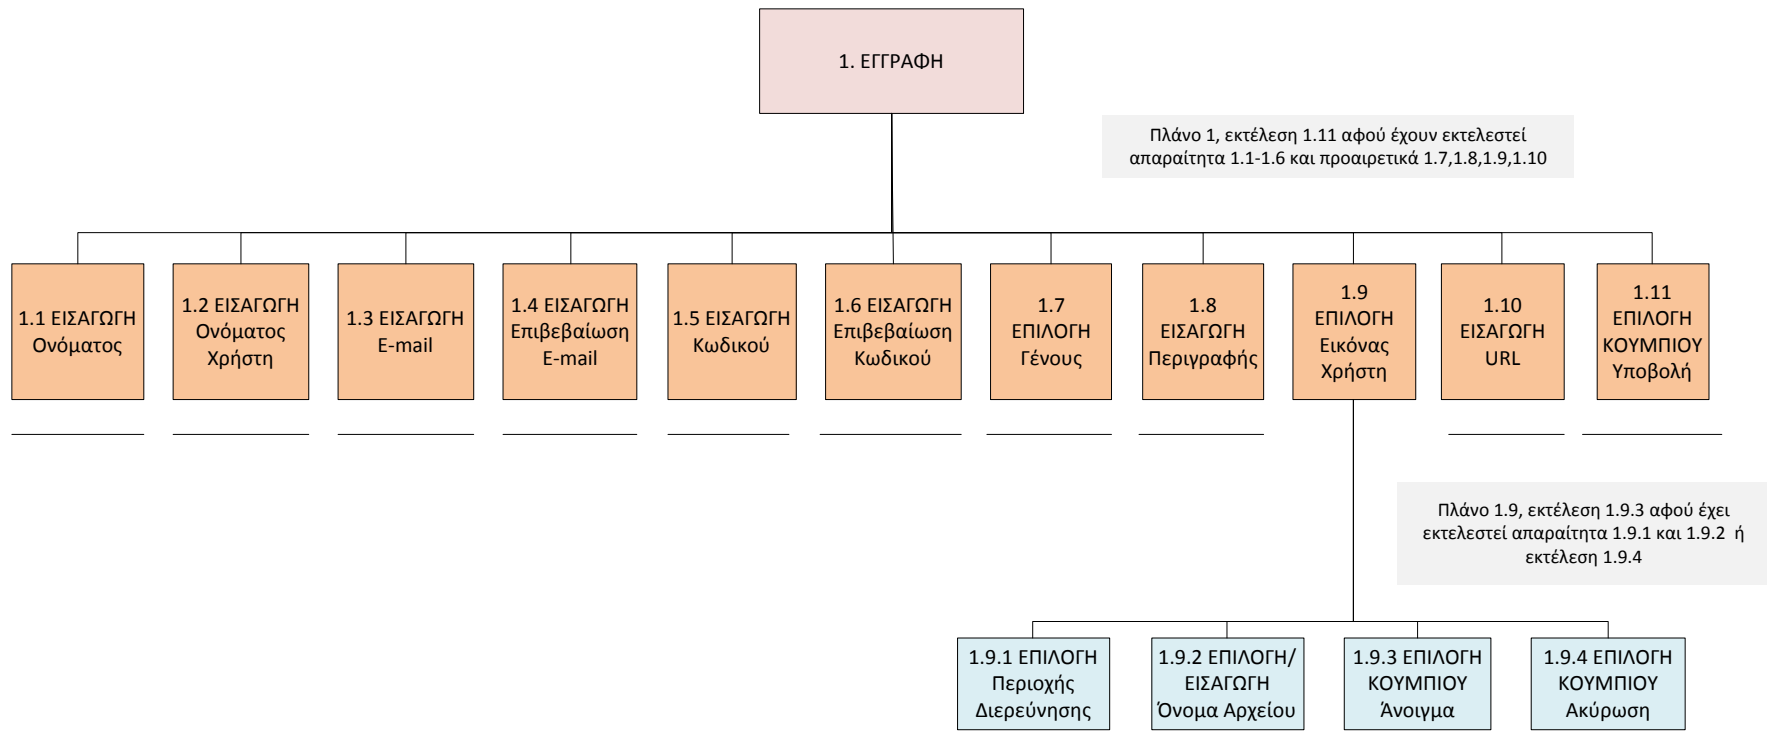 1. ΕΓΓΡΑΦΗ
Πλάνο 1, εκτέλεση 1.11 αφού έχουν εκτελεστεί
απαραίτητα 1.1-1.6 και προαιρετικά 1.7,1.8,1.9,1.10
1.1 ΕΙΣΑΓΩΓΗ
Ονόματος
1.2 ΕΙΣΑΓΩΓΗ
Ονόματος
Χρήστη
1.3 ΕΙΣΑΓΩΓΗ
E-mail
1.4 ΕΙΣΑΓΩΓΗ
Επιβεβαίωση
E-mail
1.5 ΕΙΣΑΓΩΓΗ
Κωδικού
1.6 ΕΙΣΑΓΩΓΗ
Επιβεβαίωση
Κωδικού
1.7
ΕΠΙΛΟΓΗ
Γένους
1.8
ΕΙΣΑΓΩΓΗ
Περιγραφής
1.9
ΕΠΙΛΟΓΗ
Εικόνας
Χρήστη
1.10
ΕΙΣΑΓΩΓΗ
URL
1.11
ΕΠΙΛΟΓΗ
ΚΟΥΜΠΙΟΥ
Υποβολή
Πλάνο 1.9, εκτέλεση 1.9.3 αφού έχει
εκτελεστεί απαραίτητα 1.9.1 και 1.9.2 ή
εκτέλεση 1.9.4
1.9.1 ΕΠΙΛΟΓΗ
Περιοχής
Διερεύνησης
1.9.2 ΕΠΙΛΟΓΗ/
ΕΙΣΑΓΩΓΗ
Όνομα Αρχείου
1.9.3 ΕΠΙΛΟΓΗ
ΚΟΥΜΠΙΟΥ
Άνοιγμα
1.9.4 ΕΠΙΛΟΓΗ
ΚΟΥΜΠΙΟΥ
Ακύρωση